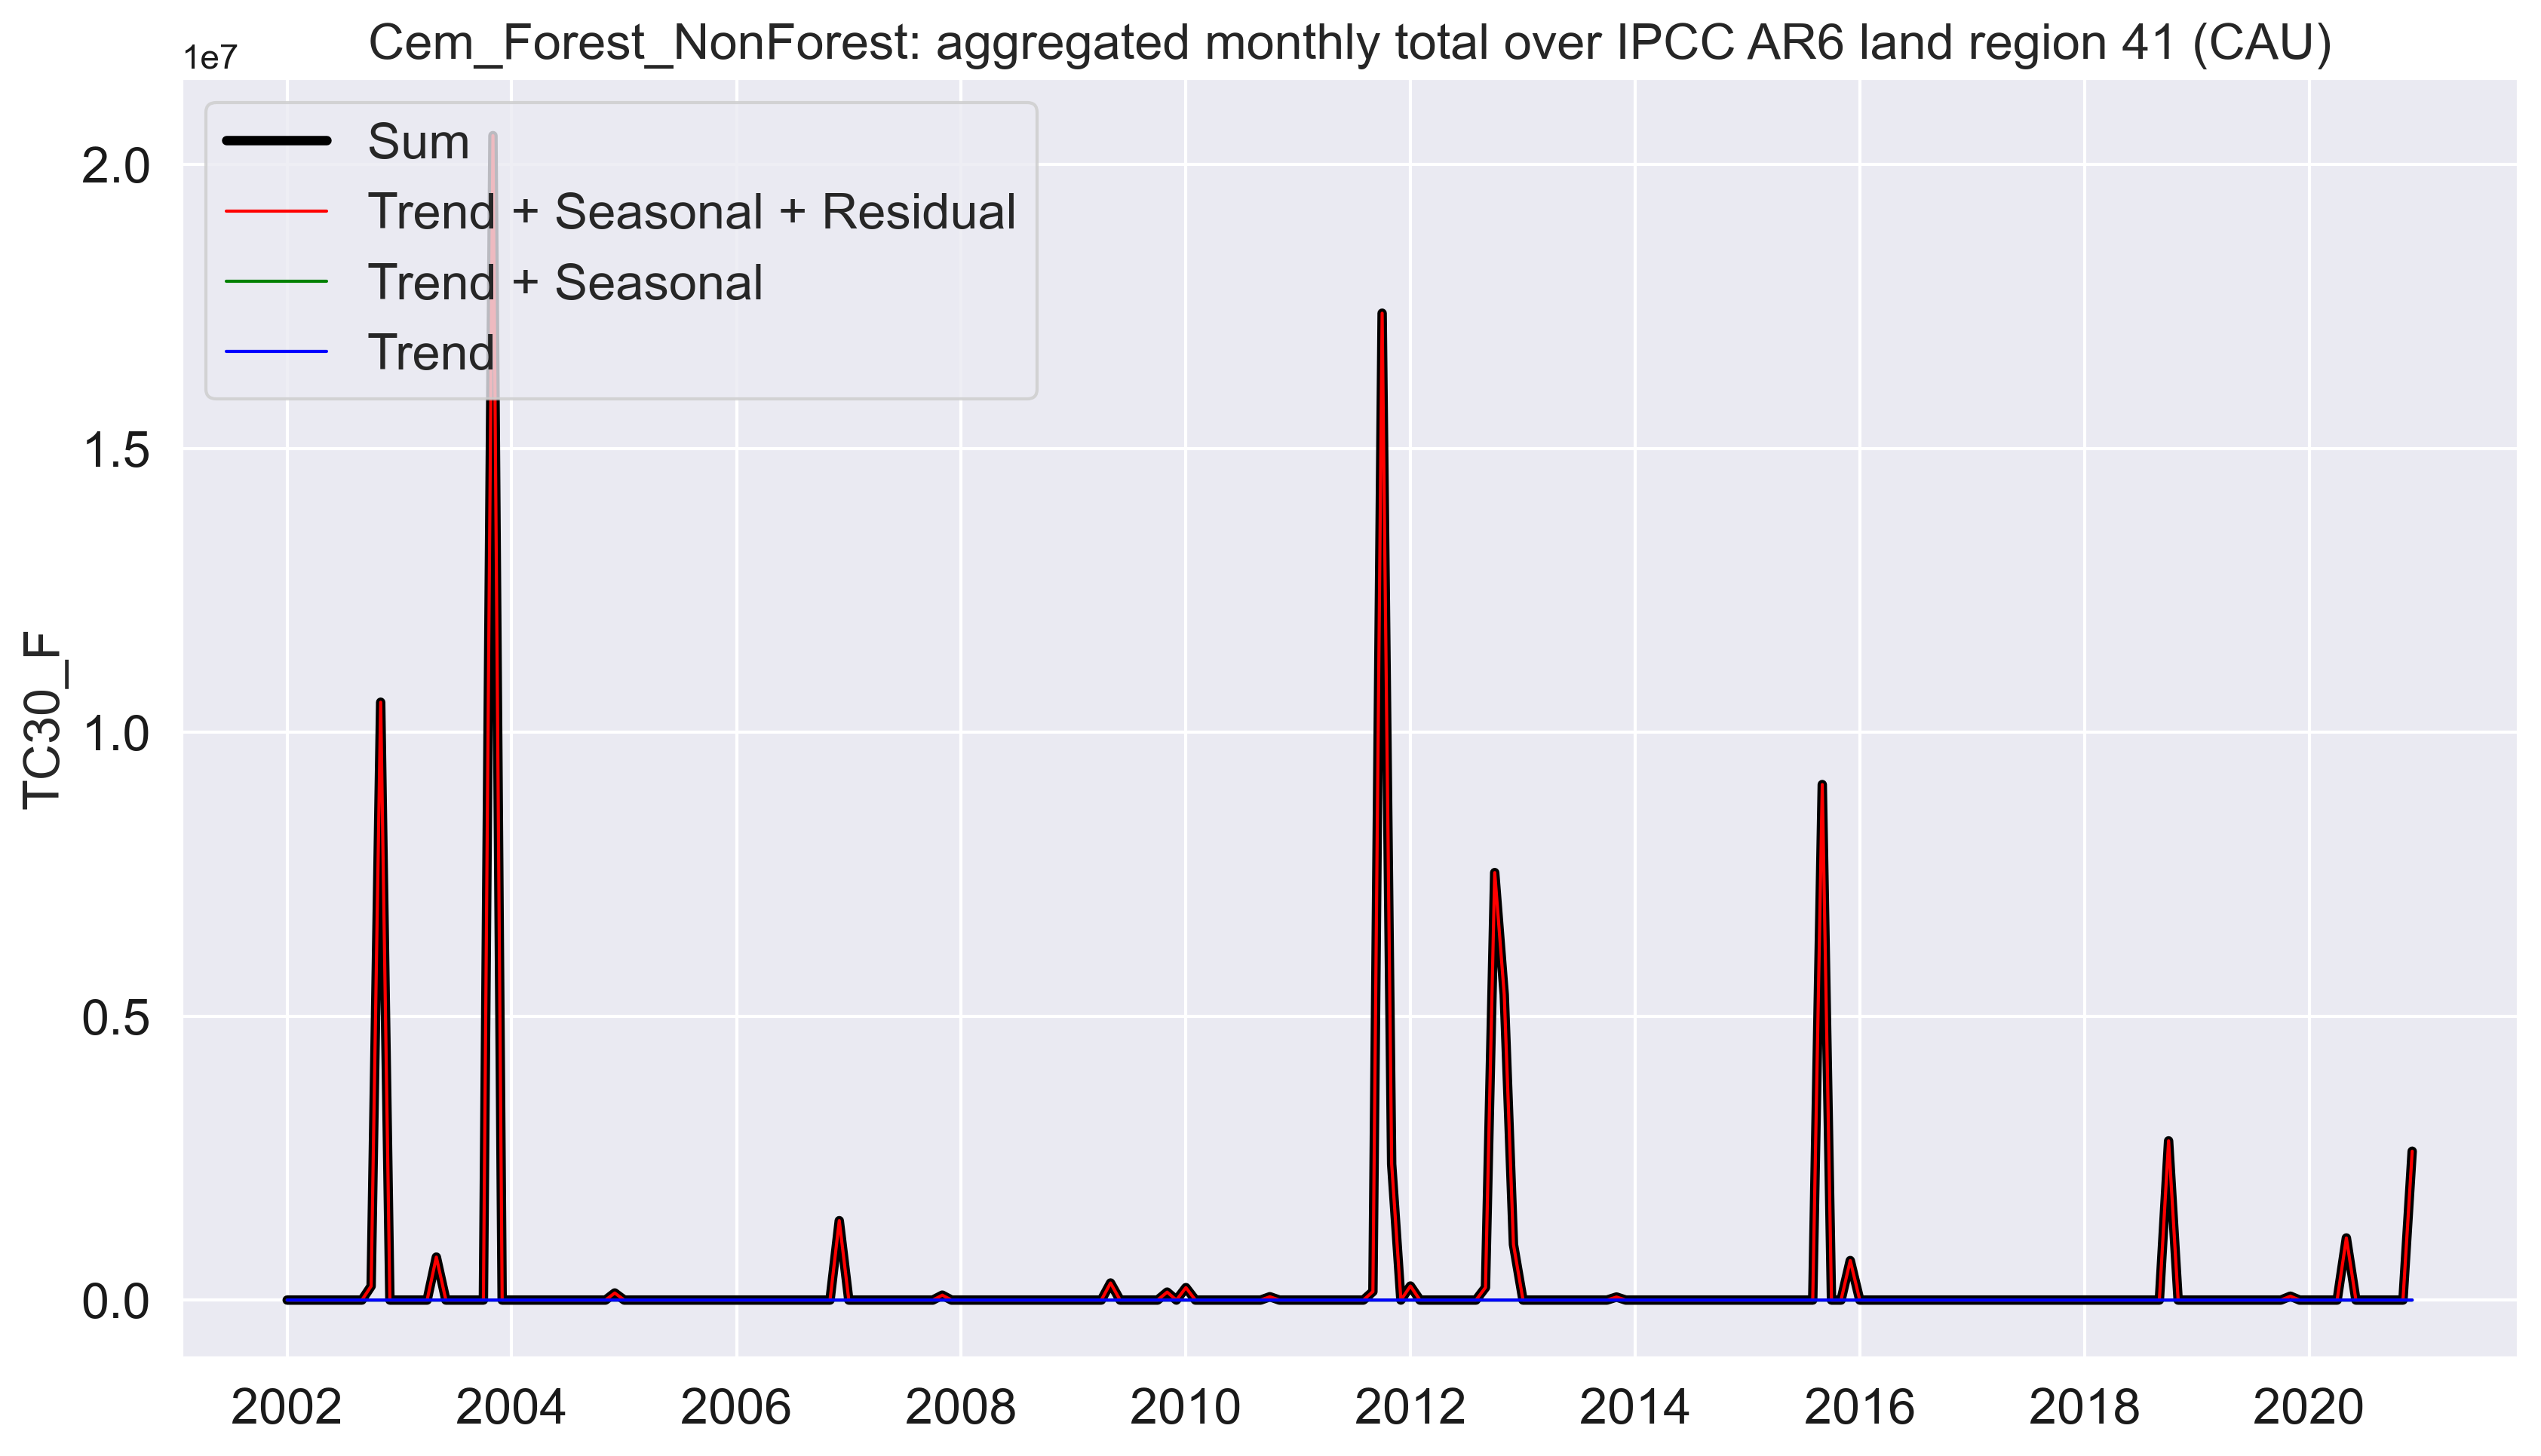 Cem_Forest_NonForest: aggregated monthly total over IPCC AR6 land region 41 (CAU)
1e7
Sum
Trend + Seasonal + Residual
Trend + Seasonal
Trend
2.0
1.5
1.0
0.5
0.0
TC30_F
2002 2004 2006 2008 2010 2012 2014 2016 2018 2020